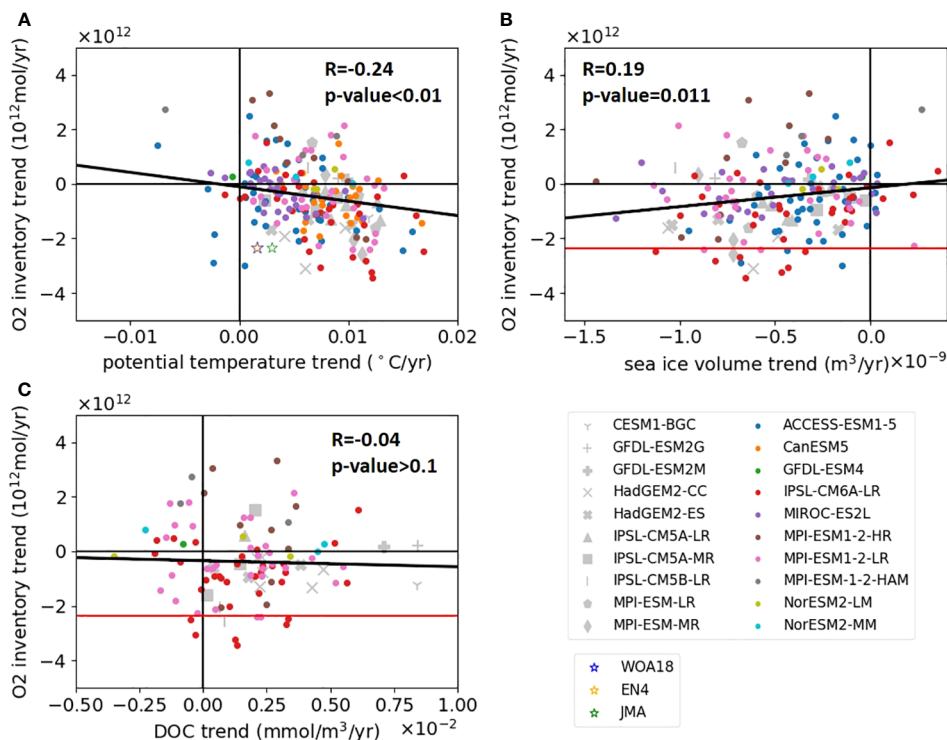 A
B
×10¹²
×10¹²
R=-0.24
p-value<0.01
R=0.19
p-value=0.011
O2 inventory trend (10¹²mol/yr)
4
2
0
−2
−4
−0.01
0.00
0.01
0.02
potential temperature trend (°C/yr)
O2 inventory trend (10¹²mol/yr)
4
2
0
−2
−4
−1.5
−1.0
−0.5
0.0
sea ice volume trend (m³/yr)×10⁻⁹
C
×10¹²
R=-0.04
p-value>0.1
O2 inventory trend (10¹²mol/yr)
4
2
0
−2
−4
−0.50
−0.25
0.00
0.25
0.50
0.75
1.00
DOC trend (mmol/m³/yr)
×10⁻²
CESM1-BGC
GFDL-ESM2G
GFDL-ESM2M
HadGEM2-CC
HadGEM2-ES
IPSL-CM5A-LR
IPSL-CM5A-MR
IPSL-CM5B-LR
MPI-ESM-LR
MPI-ESM-MR
ACCESS-ESM1-5
CanESM5
GFDL-ESM4
IPSL-CM6A-LR
MIROC-ES2L
MPI-ESM1-2-HR
MPI-ESM1-2-LR
MPI-ESM-1-2-HAM
NorESM2-LM
NorESM2-MM
WOA18
EN4
JMA